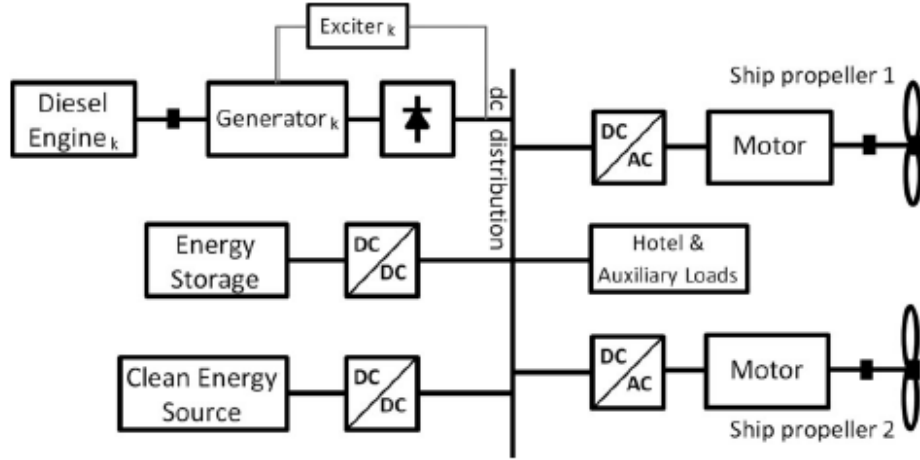 Exciter k
Diesel
Engine k
Generator k
dc distribution
DC
AC
Motor
Ship propeller 1
Energy
Storage
DC
DC
Hotel &
Auxiliary Loads
Clean Energy
Source
DC
DC
DC
AC
Motor
Ship propeller 2